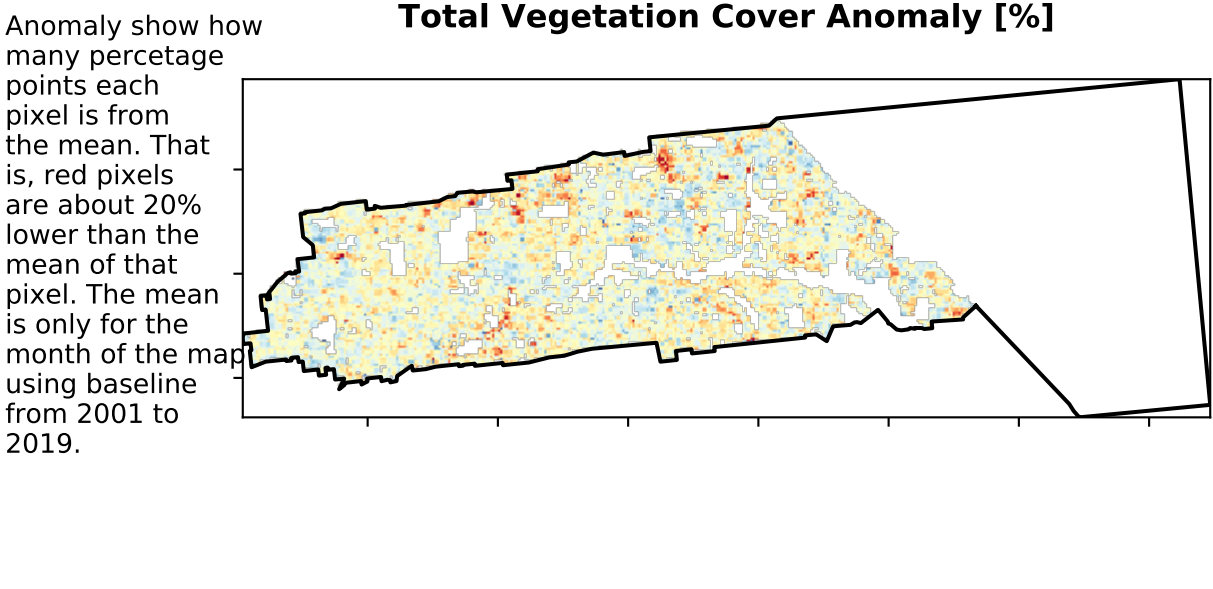 Total Vegetation Cover Anomaly [%]
Anomaly show how
many percetage
points each
pixel is from
the mean. That
is, red pixels
are about 20%
lower than the
mean of that
pixel. The mean
is only for the
month of the map
using baseline
from 2001 to
2019.